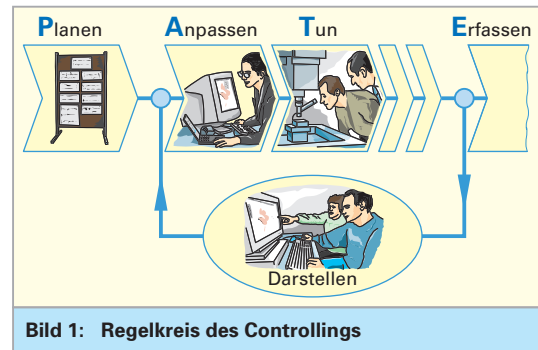 Planen
Anpassen
Tun
Erfassen
Darstellen
Bild 1: Regelkreis des Controllings